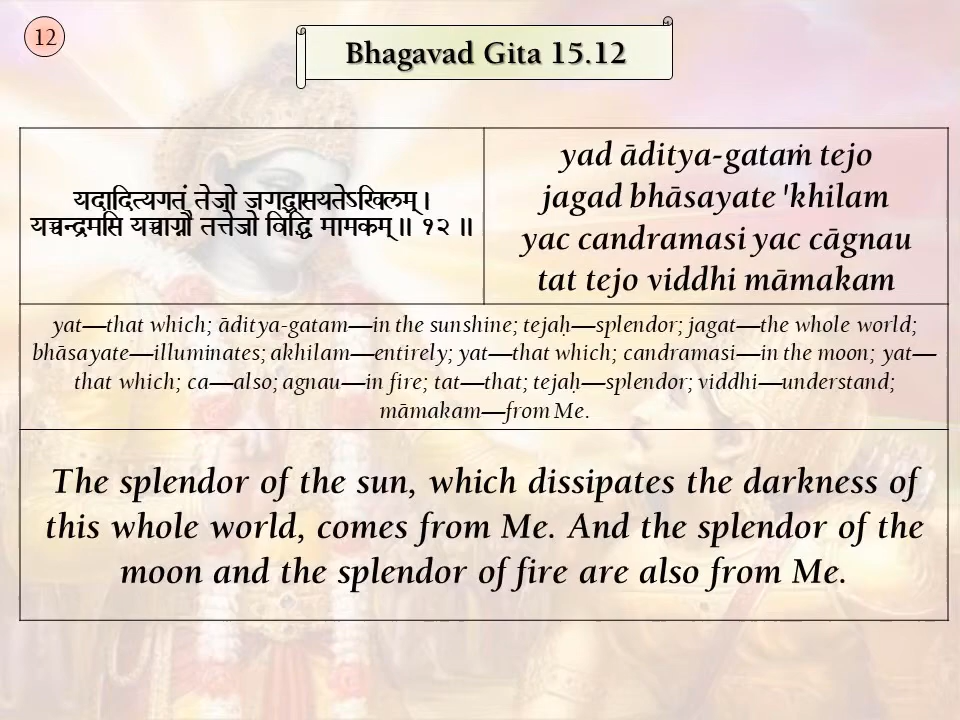 12
Bhagavad Gita 15.12
यदादित्यगतं तेजो जगद्भासयतेऽखिलम् ।
यच्चन्द्रमसि यच्चाग्नौ तत्तेजो विद्धि मामकम् ॥ १२ ॥
yad āditya-gataṁ tejo
jagad bhāsayate 'khilam
yac candramasi yac cāgnau
tat tejo viddhi māmakam
yat—that which; āditya-gatam—in the sunshine; tejaḥ—splendor; jagat—the whole world;
bhāsayate—illuminates; akhilam—entirely; yat—that which; candramasi—in the moon; yat—
that which; ca—also; agnau—in fire; tat—that; tejaḥ—splendor; viddhi—understand;
māmakam—from Me.
The splendor of the sun, which dissipates the darkness of
this whole world, comes from Me. And the splendor of the
moon and the splendor of fire are also from Me.